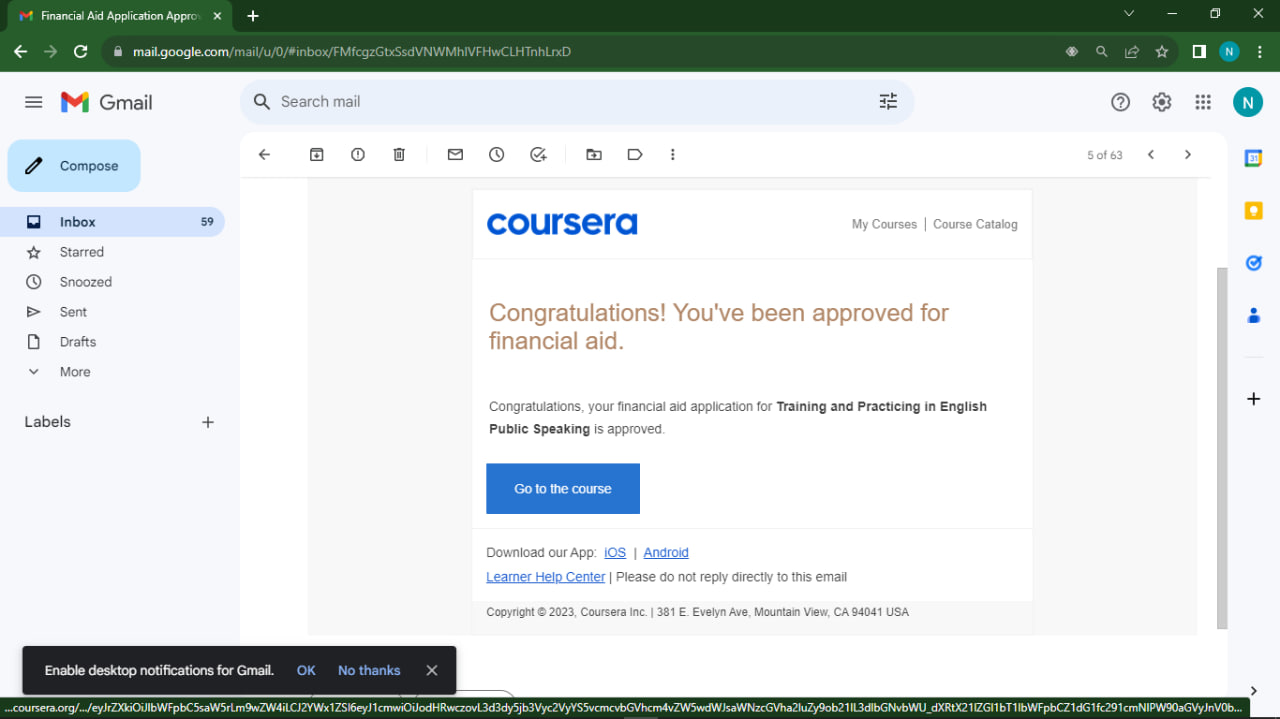 Financial Aid Application Approv
mail.google.com/mail/u/0/#inbox/FMfcgzGtxSsdVNWMhlVFHwCLHTnhLrxD
N
Gmail
Search mail
N
Compose
5 of 63
31
Inbox 59
Starred
Snoozed
Sent
Drafts
More
Labels
coursera
My Courses | Course Catalog
Congratulations! You've been approved for
financial aid.
Congratulations, your financial aid application for Training and Practicing in English
Public Speaking is approved.
Go to the course
Download our App: iOS | Android
Learner Help Center | Please do not reply directly to this email
Copyright © 2023, Coursera Inc. | 381 E. Evelyn Ave, Mountain View, CA 94041 USA
Enable desktop notifications for Gmail. OK No thanks